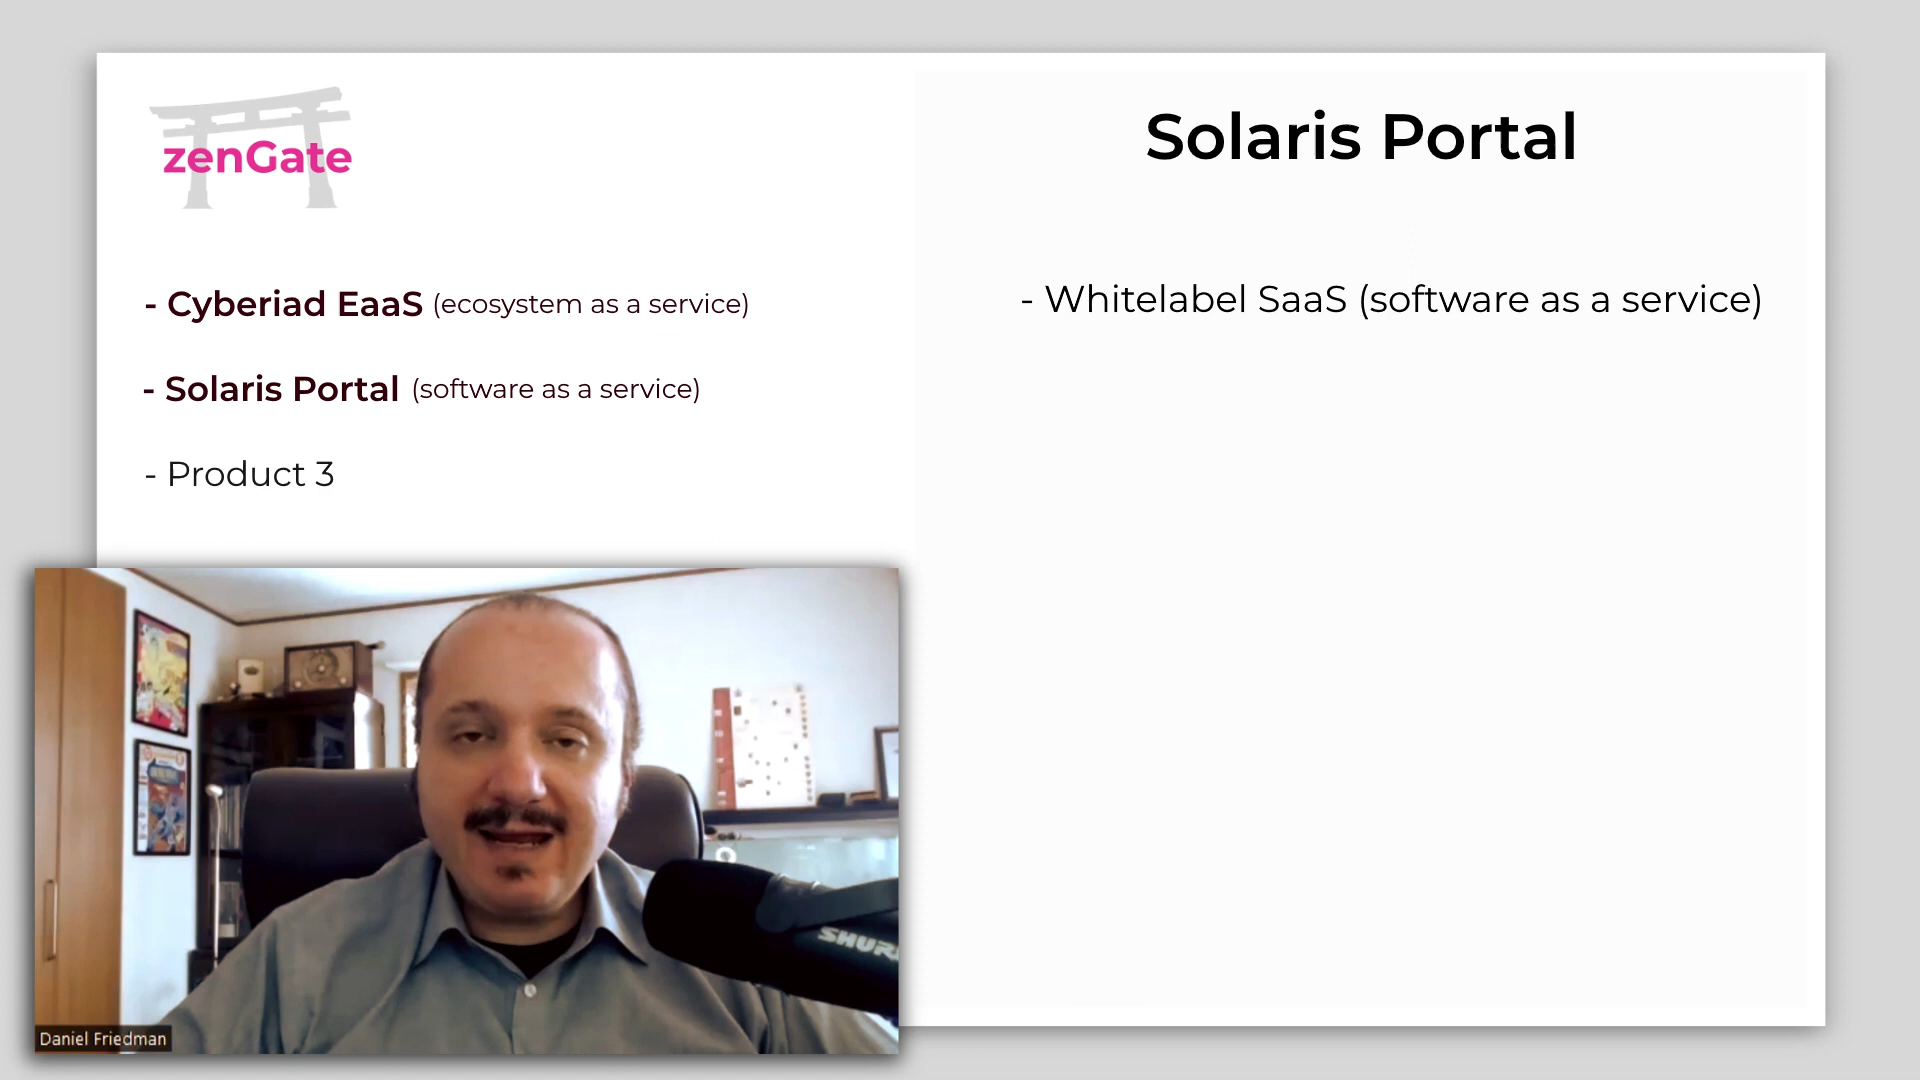 zenGate
- Cyberiad EaaS (ecosystem as a service)
- Solaris Portal (software as a service)
- Product 3
Solaris Portal
- Whitelabel SaaS (software as a service)
SHUR
Daniel Friedman